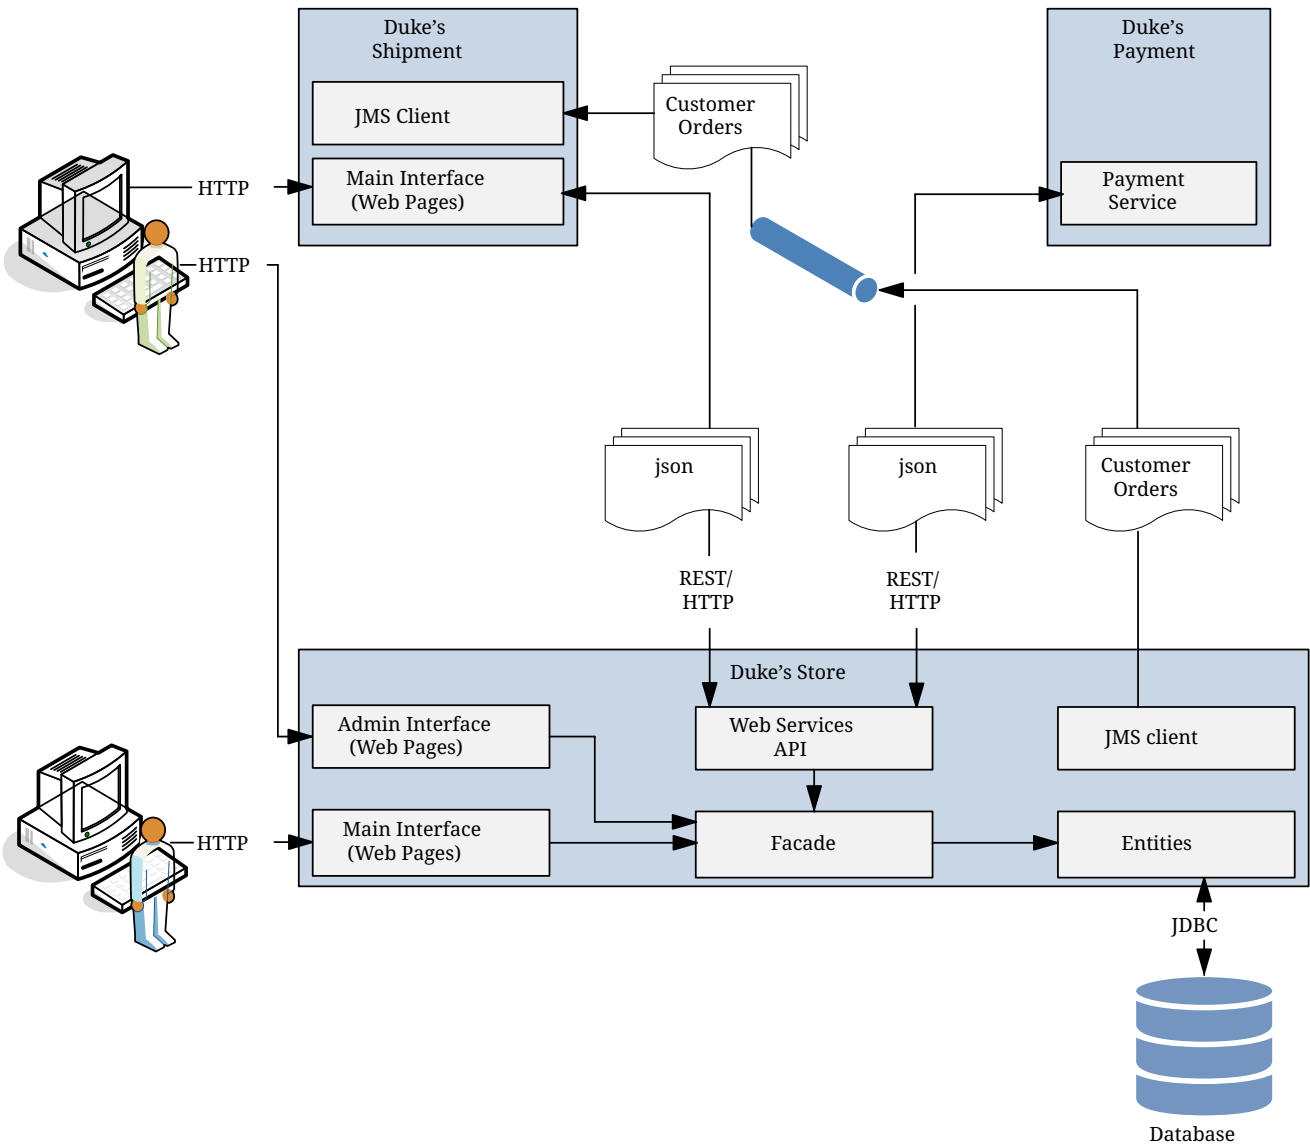 Duke’s
Shipment
JMS Client
Main Interface
(Web Pages)
Customer
Orders
Duke’s
Payment
Payment
Service
HTTP
HTTP
json
json
Customer
Orders
REST/
HTTP
REST/
HTTP
Duke’s Store
Admin Interface
(Web Pages)
Web Services
API
JMS client
HTTP
Main Interface
(Web Pages)
Facade
Entities
JDBC
Database